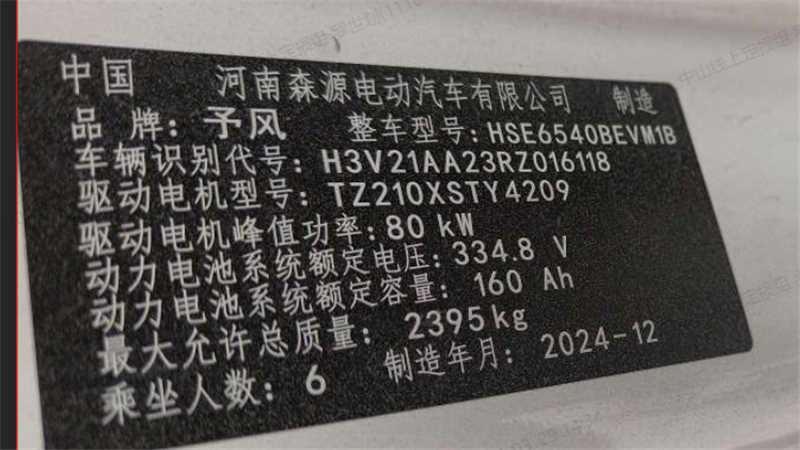 中国 河南森源电动汽车有限公司 制造
品牌：予风 整车型号：HSE6540BEVM1B
车辆识别代号：H3V21AA23RZ016118
驱动电机型号：TZ210XSTY4209
驱动电机峰值功率：80 kW
动力电池系统额定电压：334.8 V
动力电池系统额定容量：160 Ah
最大允许总质量：2395kg
乘坐人数：6 制造年月：2024-12